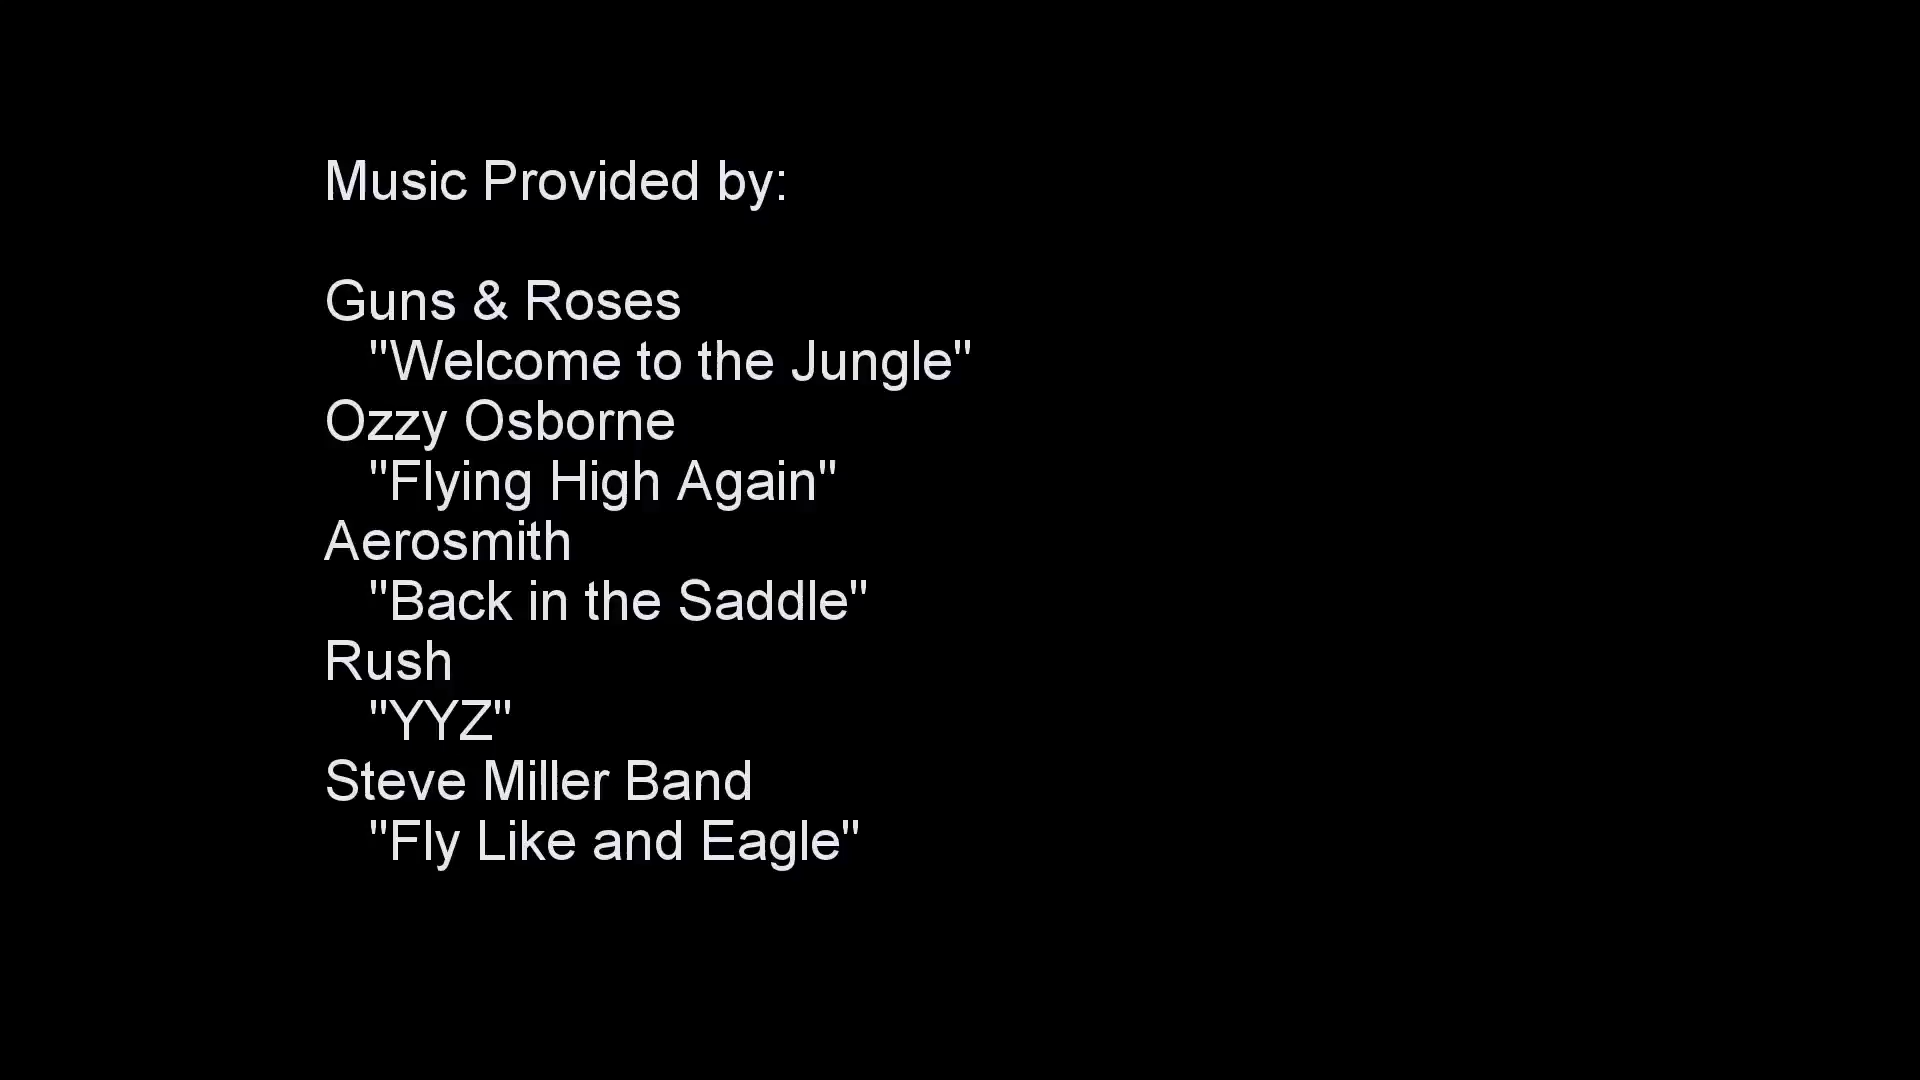 Music Provided by:
Guns & Roses
"Welcome to the Jungle"
Ozzy Osborne
"Flying High Again"
Aerosmith
"Back in the Saddle"
Rush
"YYZ"
Steve Miller Band
"Fly Like and Eagle"